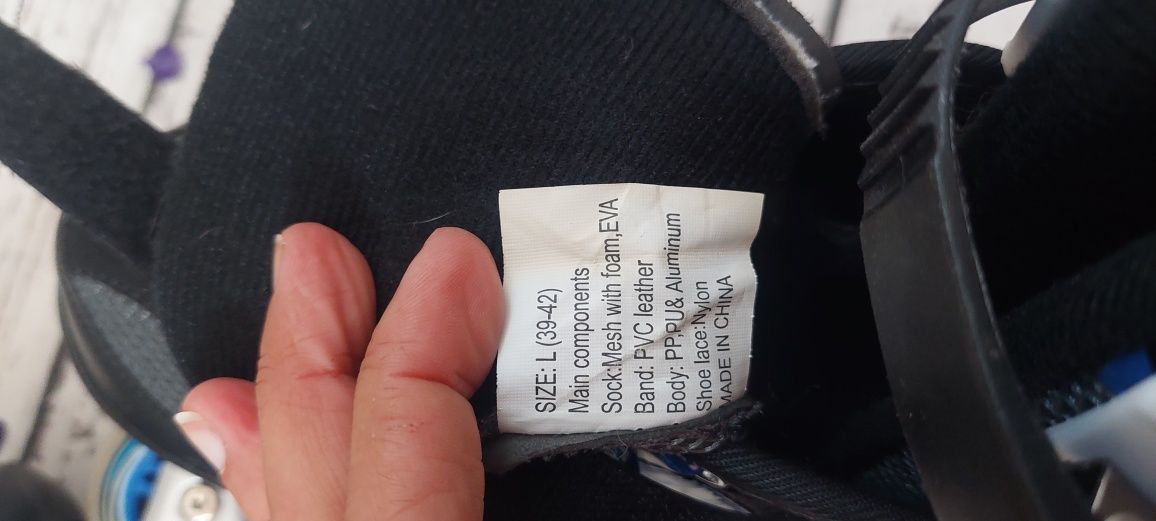 SIZE: L (39-42)
Main components
Sock:Mesh with foam,EVA
Band: PVC leather
Body: PP,PU& Aluminum
Shoe lace:Nylon
MADE IN CHINA